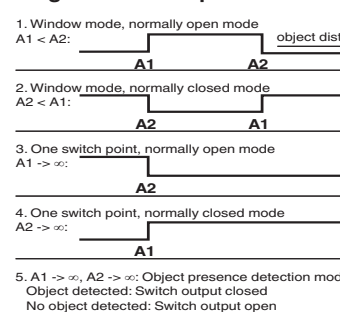 1. Window mode, normally open mode
A1 < A2:
object
A1 A2
2. Window mode, normally closed mode
A2 < A1:
A2 A1
3. One switch point, normally open mode
A1 -> ∞:
A2
4. One switch point, normally closed mode
A2 -> ∞:
A1
5. A1 -> ∞, A2 -> ∞: Object presence detection
Object detected: Switch output closed
No object detected: Switch output open